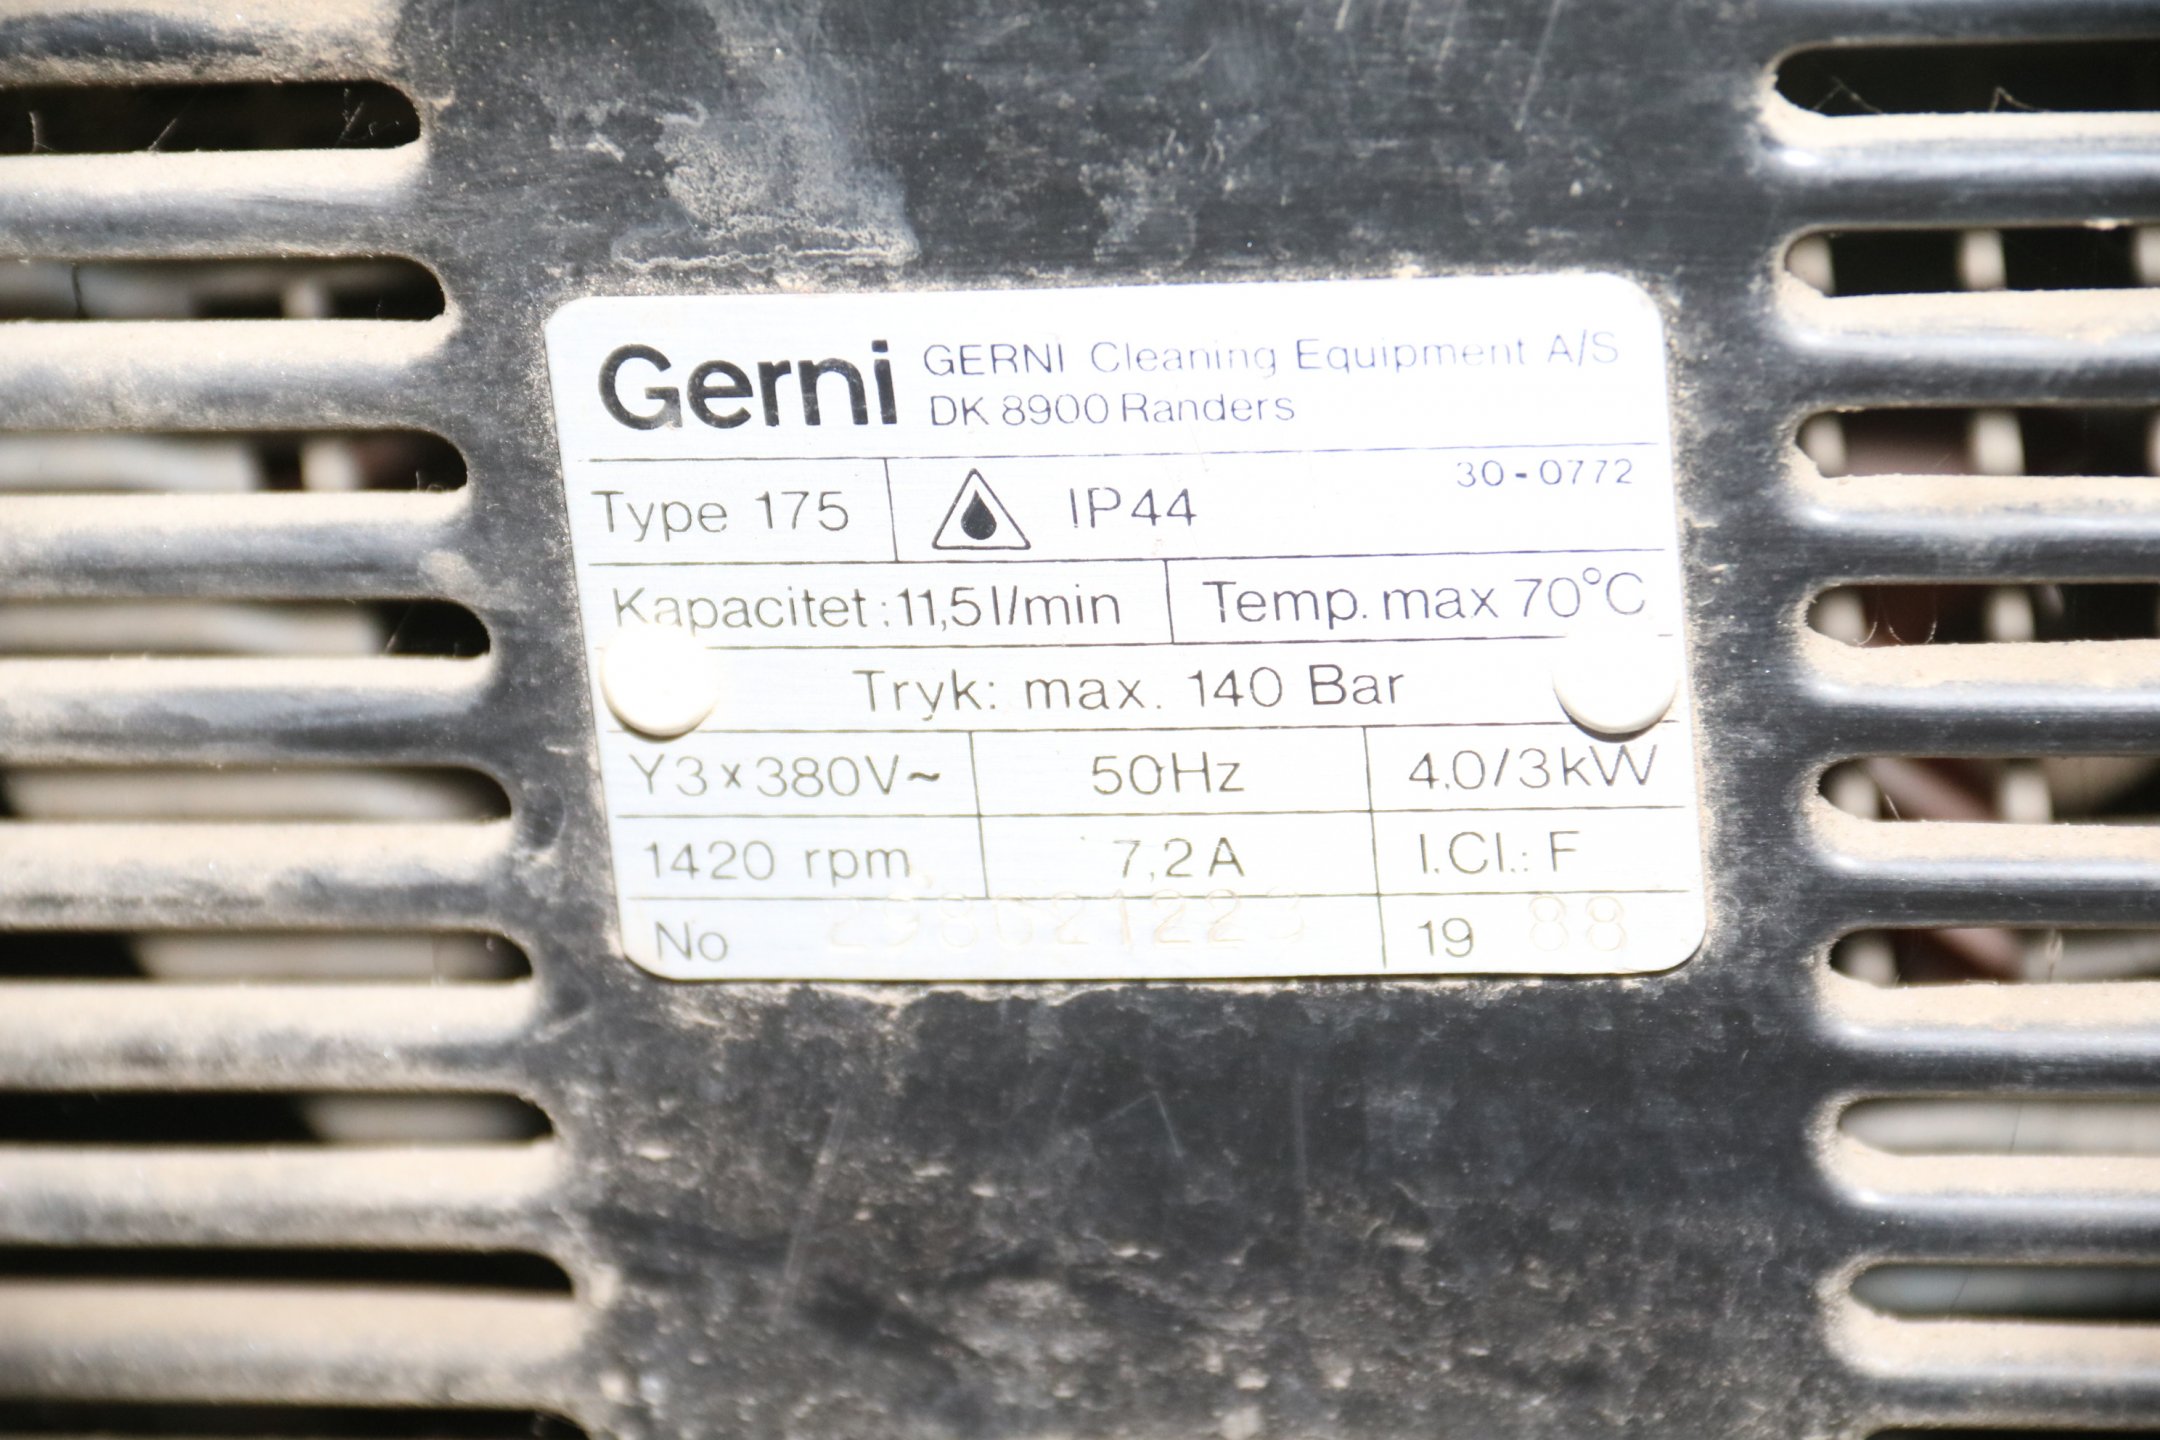 Gerni GERNI Cleaning Equipment A/S
DK 8900 Randers
Type 175 IP44 30-0772
Kapacitet: 11,5 l/min Temp. max 70°C
Tryk: max. 140 Bar
Y3×380V~ 50Hz 4.0/3kW
1420 rpm. 7,2A I.Cl.: F
No 19 88